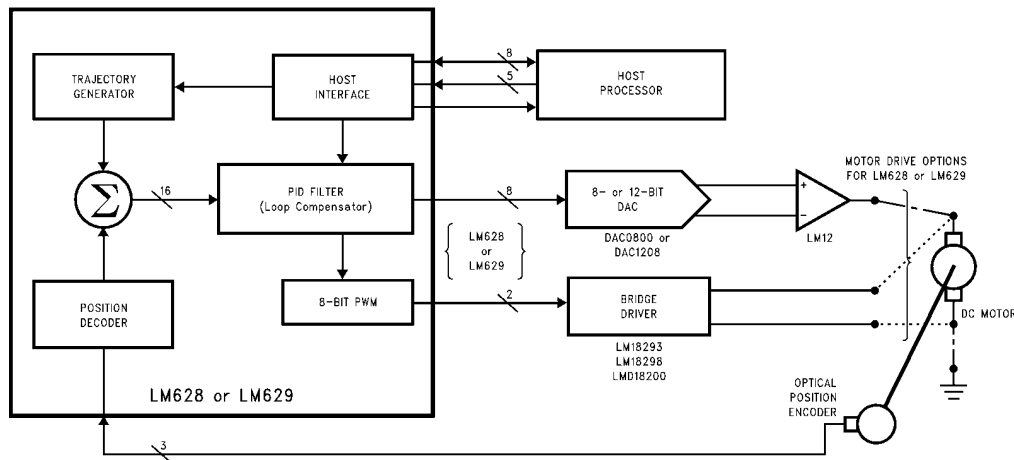 TRAJECTORY
GENERATOR
HOST
INTERFACE
8
5
HOST
PROCESSOR
Σ
16
PID FILTER
(Loop Compensator)
8
8- or 12-BIT
DAC
DAC0800 or
DAC1208
+
-
LM12
MOTOR DRIVE OPTIONS
FOR LM628 or LM629
LM628
or
LM629
POSITION
DECODER
8-BIT PWM
2
BRIDGE
DRIVER
LM18293
LM18298
LMD18200
DC MOTOR
LM628 or LM629
OPTICAL
POSITION
ENCODER
3